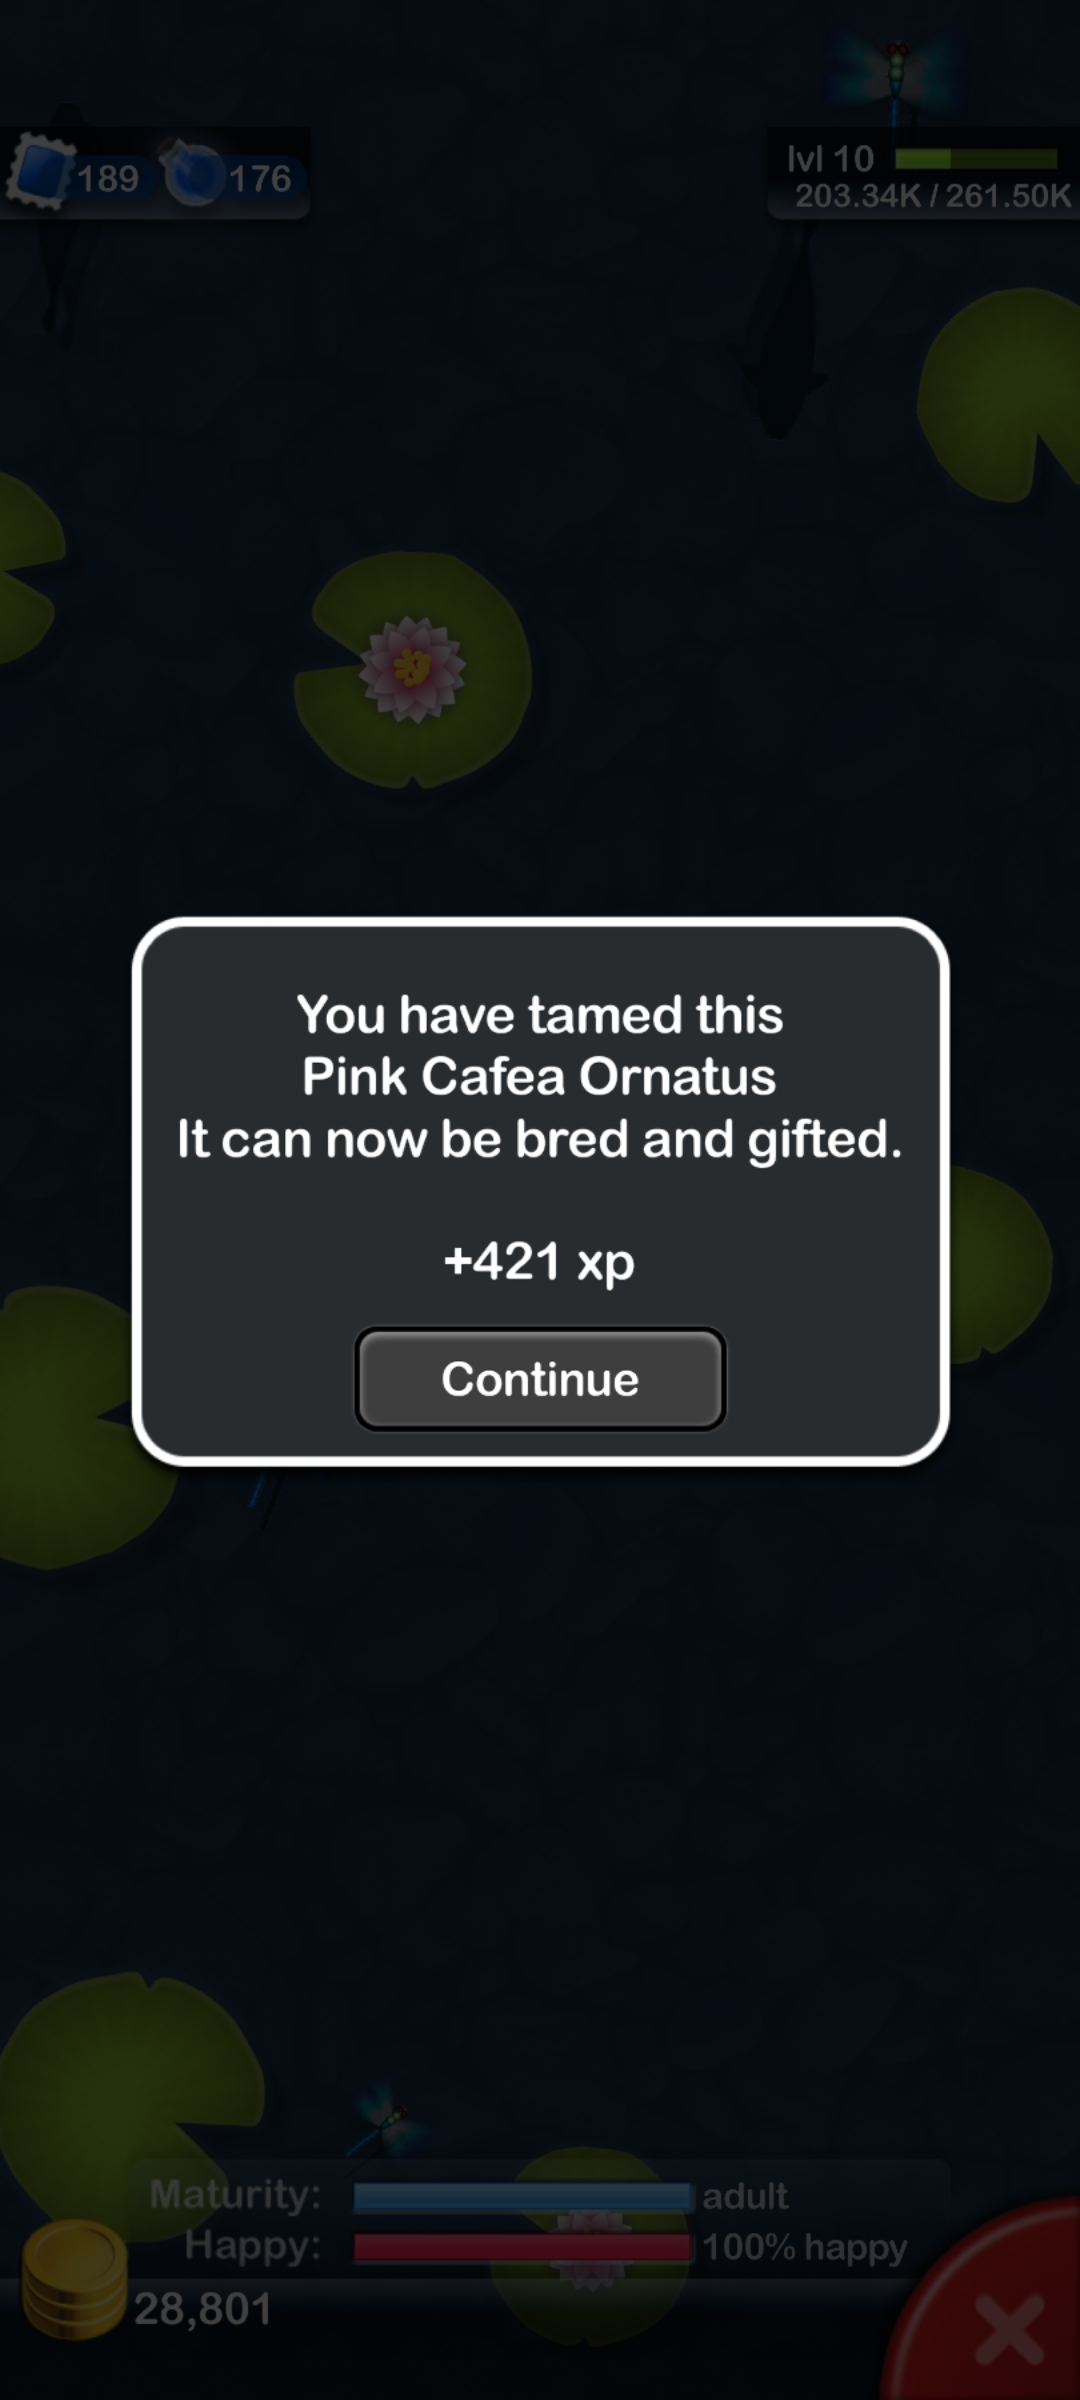 189 176
lvl 10
203.34K / 261.50K
You have tamed this
Pink Cafea Ornatus
It can now be bred and gifted.
+421 xp
Continue
Maturity: adult
Happy: 100% happy
28,801